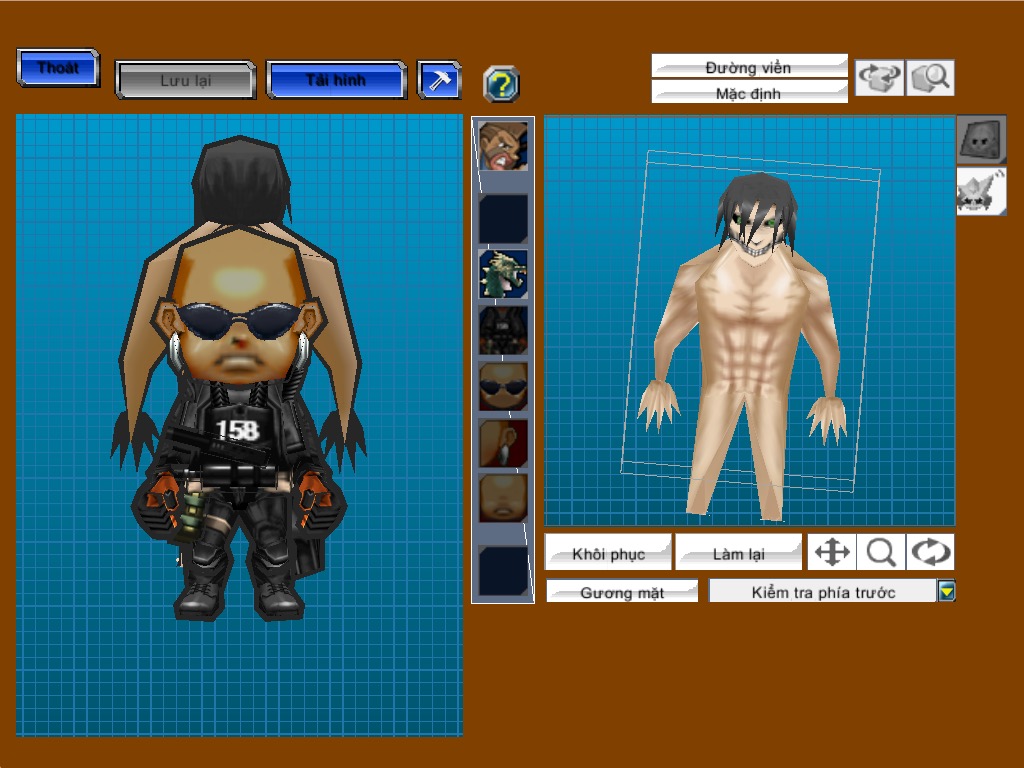 Thoát
Lưu lại
Tải hình
?
Đường viền
Mặc định
158
Khôi phục
Làm lại
Gương mặt
Kiểm tra phía trước